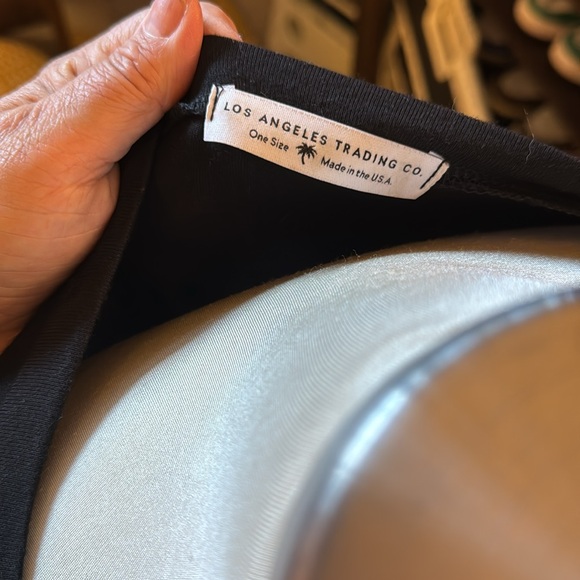 LOS ANGELES TRADING CO.
One Size Made in the U.S.A.